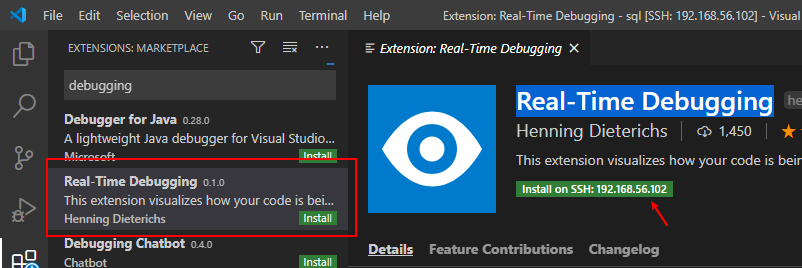 File Edit Selection View Go Run Terminal Help
Extension: Real-Time Debugging - sql [SSH: 192.168.56.102] - Visual
EXTENSIONS: MARKETPLACE
debugging
Debugger for Java 0.28.0
A lightweight Java debugger for Visual Studio...
Microsoft Install
Real-Time Debugging 0.1.0
This extension visualizes how your code is bei...
Henning Dieterichs Install
Debugging Chatbot 0.4.0
Chatbot Install
Extension: Real-Time Debugging
Real-Time Debugging he
Henning Dieterichs 1,450
This extension visualizes how your code is bein
Install on SSH: 192.168.56.102
Details Feature Contributions Changelog